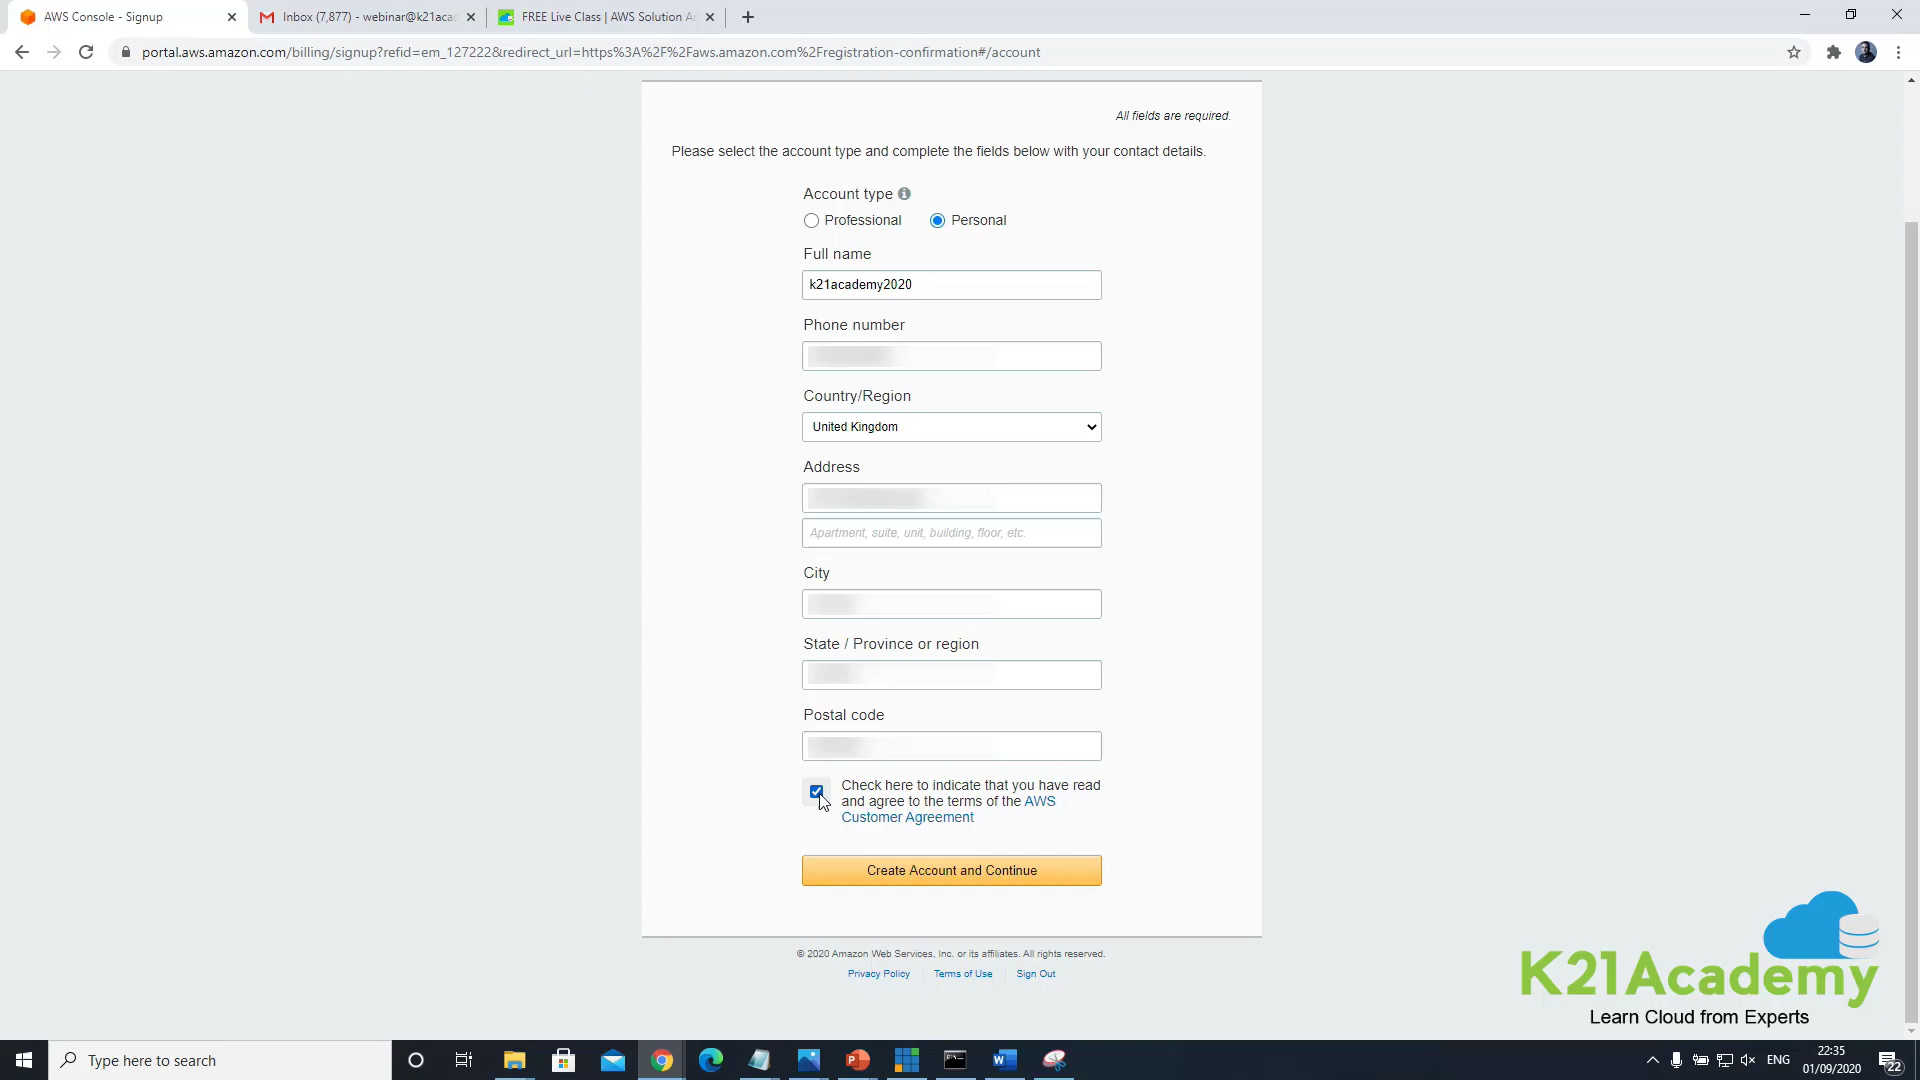 AWS Console - Signup
Inbox (7,877) - webinar@k21aca
FREE Live Class | AWS Solution A
portal.aws.amazon.com/billing/signup?refid=em_127222&redirect_url=https%3A%2F%2Faws.amazon.com%2Fregistration-confirmation#/account
All fields are required.
Please select the account type and complete the fields below with your contact details.
Account type
Professional
Personal
Full name
k21academy2020
Phone number
Country/Region
United Kingdom
Address
Apartment, suite, unit, building, floor, etc.
City
State / Province or region
Postal code
Check here to indicate that you have read
and agree to the terms of the AWS
Customer Agreement
Create Account and Continue
© 2020 Amazon Web Services, Inc. or its affiliates. All rights reserved.
Privacy Policy
Terms of Use
Sign Out
K21Academy
Learn Cloud from Experts
Type here to search
ENG
22:35
01/09/2020
22